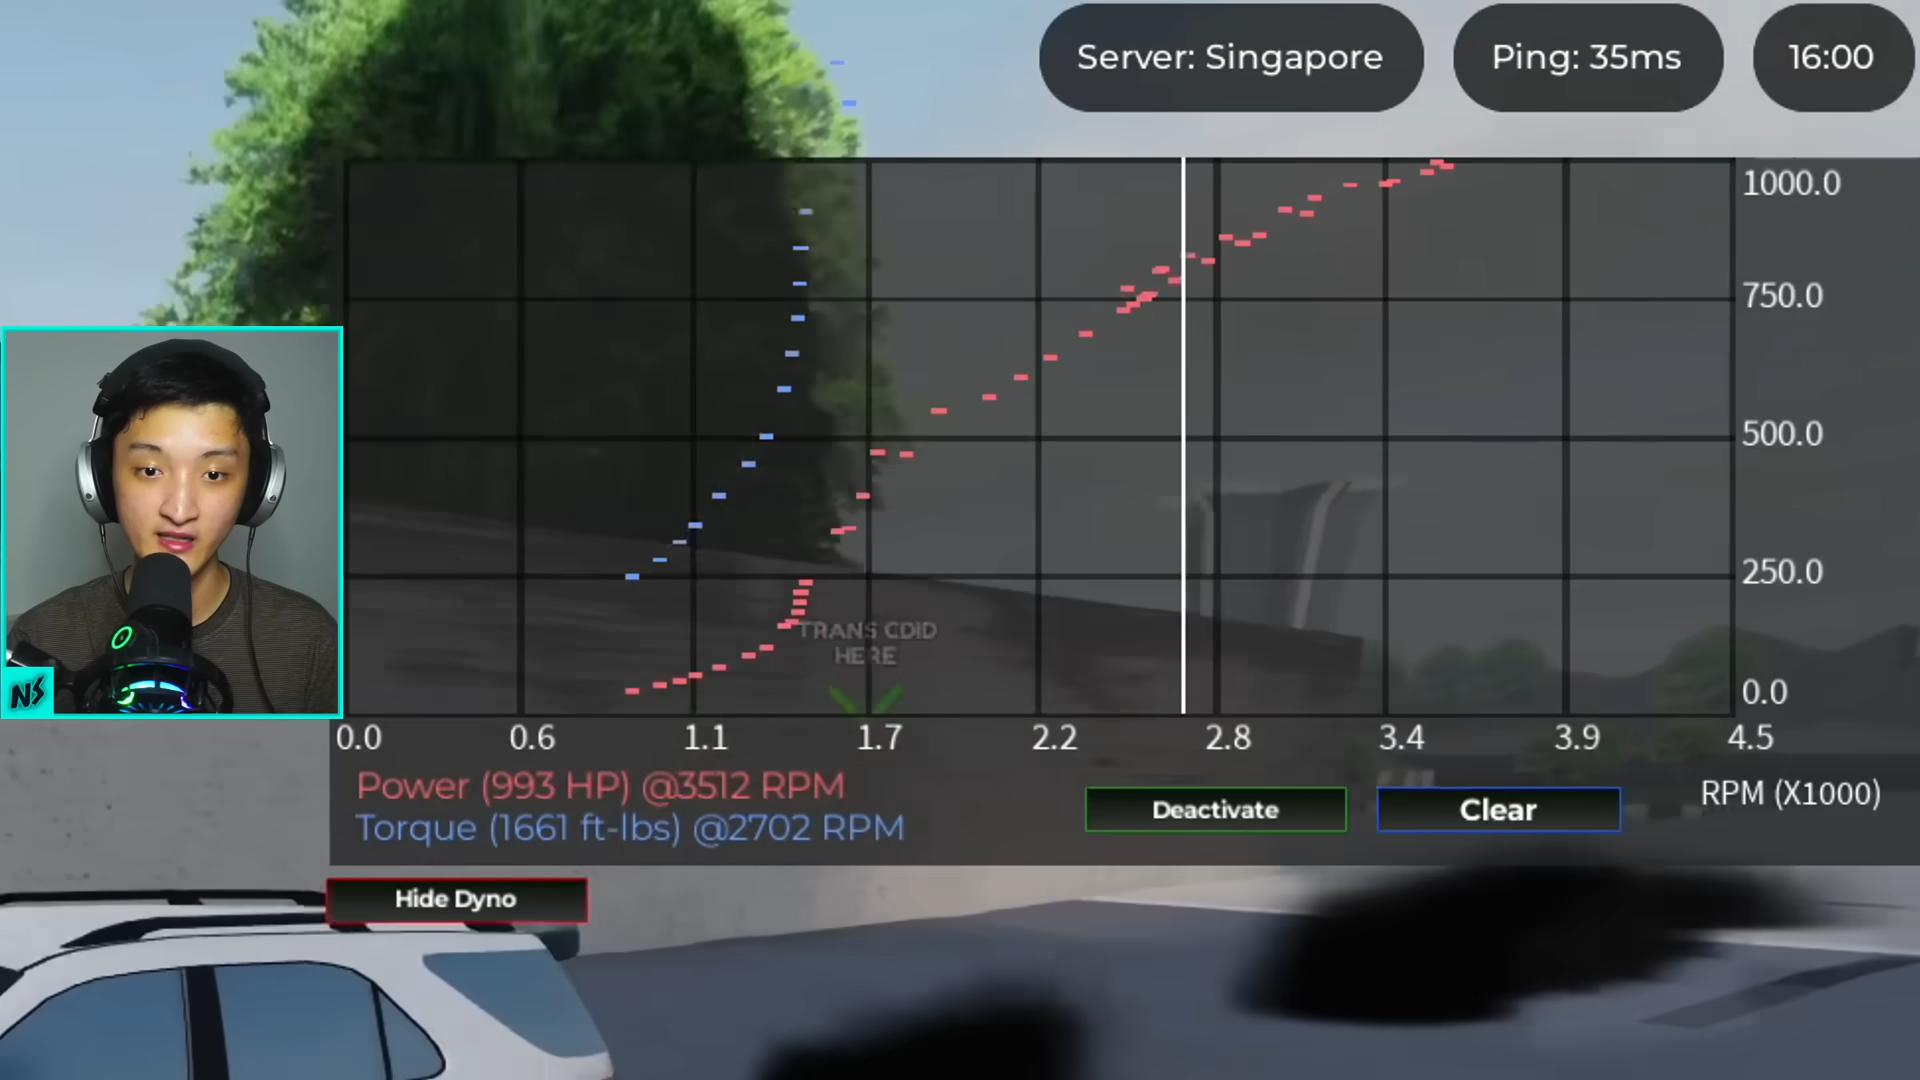 Server: Singapore
Ping: 35ms
16:00
1000.0
750.0
500.0
250.0
0.0
TRANS CDID
HERE
0.0 0.6 1.1 1.7 2.2 2.8 3.4 3.9 4.5
RPM (X1000)
Power (993 HP) @3512 RPM
Torque (1661 ft-lbs) @2702 RPM
Deactivate
Clear
Hide Dyno
NS